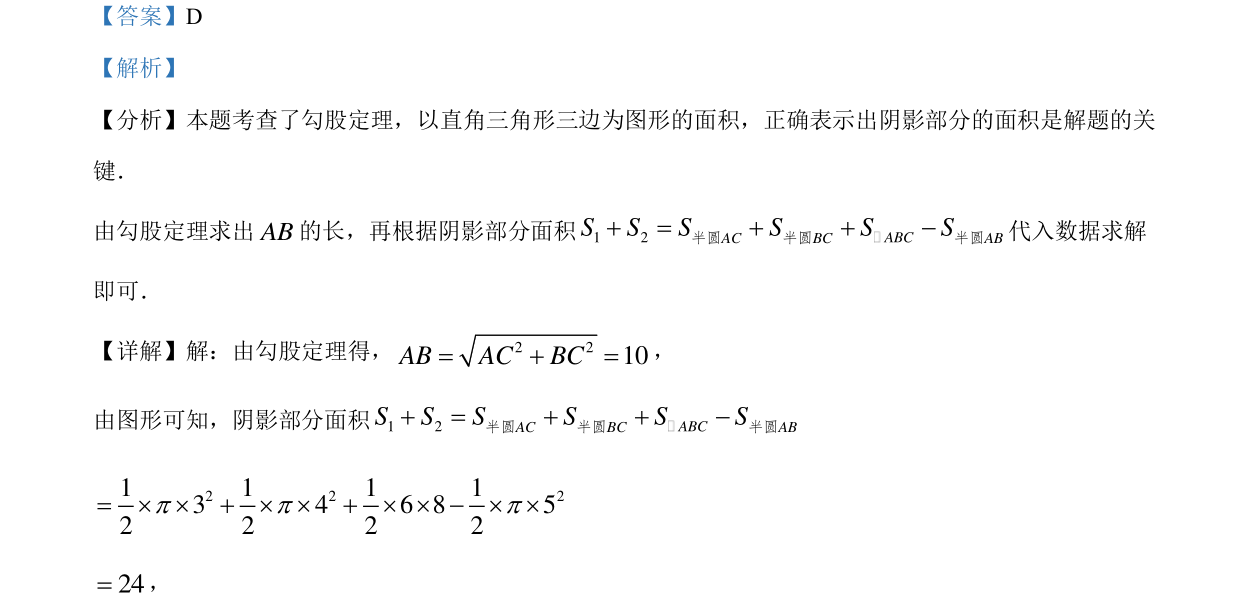 【答案】D
【解析】
【分析】本题考查了勾股定理，以直角三角形三边为图形的面积，正确表示出阴影部分的面积是解题的关
键．
由勾股定理求出 AB 的长，再根据阴影部分面积 S₁ + S₂ = S半圆AC + S半圆BC + S□ABC − S半圆AB 代入数据求解
即可．
【详解】解：由勾股定理得， AB = √(AC² + BC²) = 10，
由图形可知，阴影部分面积 S₁ + S₂ = S半圆AC + S半圆BC + S□ABC − S半圆AB
= 1/2 × π × 3² + 1/2 × π × 4² + 1/2 × 6 × 8 − 1/2 × π × 5²
= 24，